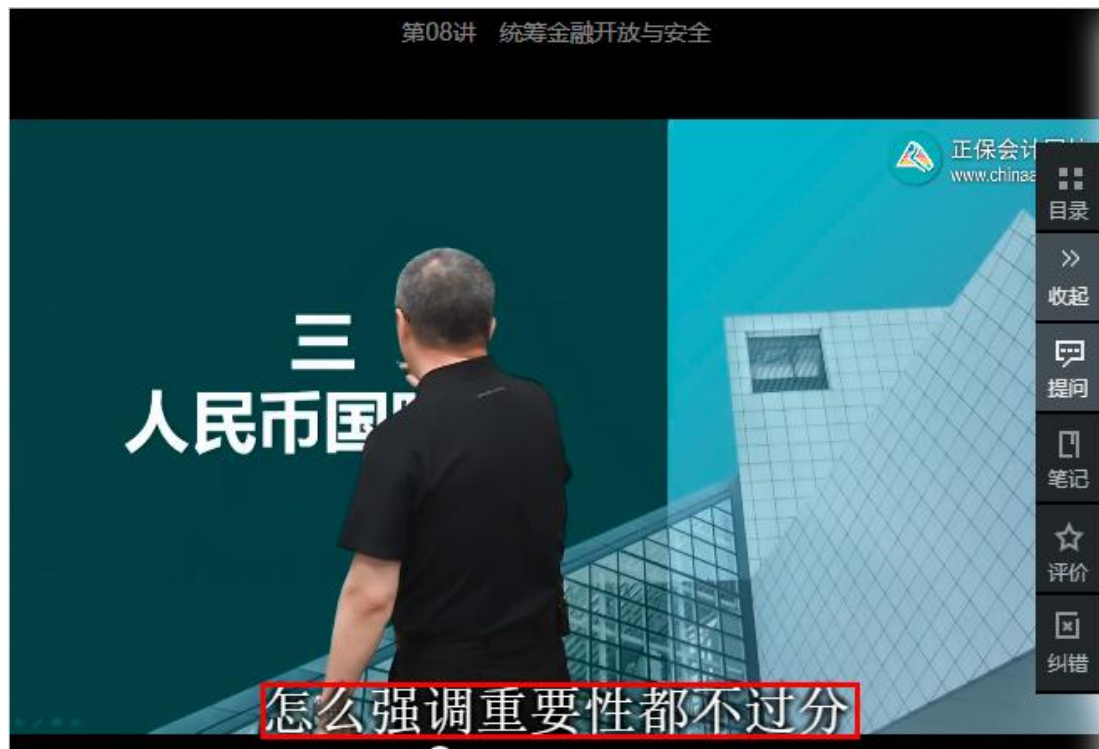 第08讲 统筹金融开放与安全
正保会计
www.chinaa
目录
收起
三
提问
人民币国
笔记
评价
纠错
怎么强调重要性都不过分